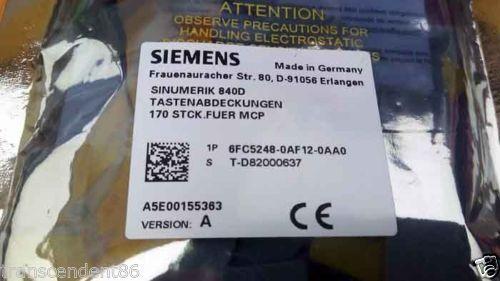 ATTENTION
OBSERVE PRECAUTIONS FOR
HANDLING ELECTROSTATIC
SIEMENS
Made in Germany
Frauenauracher Str. 80, D-91056 Erlangen
SINUMERIK 840D
TASTENABDECKUNGEN
170 STCK.FUER MCP
1P 6FC5248-0AF12-0AA0
S T-D82000637
A5E00155363
VERSION: A
CE
transcendent86